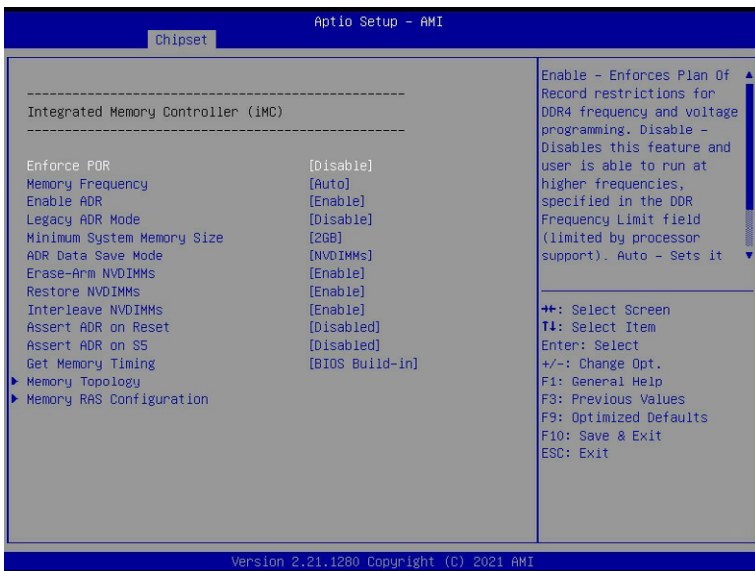 Aptio Setup – AMI
Chipset
Integrated Memory Controller (iMC)
Enforce POR [Disable]
Memory Frequency [Auto]
Enable ADR [Enable]
Legacy ADR Mode [Disable]
Minimum System Memory Size [2GB]
ADR Data Save Mode [NVDIMMs]
Erase-Arm NVDIMMs [Enable]
Restore NVDIMMs [Enable]
Interleave NVDIMMs [Enable]
Assert ADR on Reset [Disabled]
Assert ADR on S5 [Disabled]
Get Memory Timing [BIOS Build-in]
Memory Topology
Memory RAS Configuration
Enable – Enforces Plan Of
Record restrictions for
DDR4 frequency and voltage
programming. Disable –
Disables this feature and
user is able to run at
higher frequencies,
specified in the DDR
Frequency Limit field
(limited by processor
support). Auto – Sets it
→←: Select Screen
↑↓: Select Item
Enter: Select
+/-: Change Opt.
F1: General Help
F3: Previous Values
F9: Optimized Defaults
F10: Save & Exit
ESC: Exit
Version 2.21.1280 Copyright (C) 2021 AMI